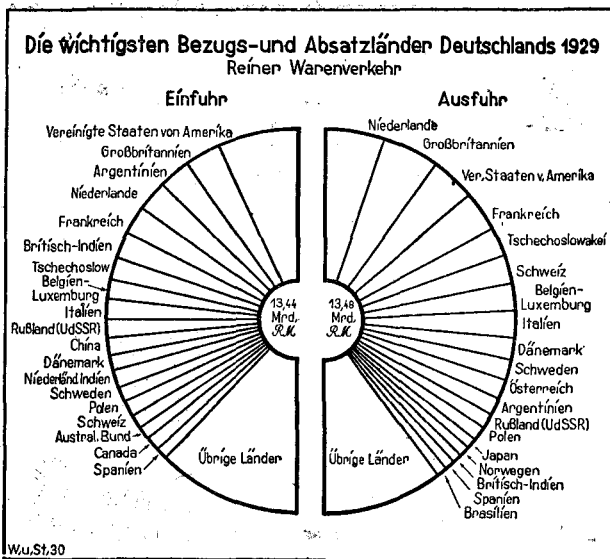 Die wichtigsten Bezugs-und Absatzländer Deutschlands 1929
Reiner Warenverkehr
Einfuhr
Vereinigte Staaten von Amerika
Großbritannien
Argentinien
Niederlande
Frankreich
Britisch-Indien
Tschechoslow
Belgien-
Luxemburg
Italien
Rußland (UdSSR)
China
Dänemark
Niederländ.Indien
Schweden
Polen
Schweiz
Austral. Bund
Canada
Spanien
Übrige Länder
13,44
Mrd.
RM
Ausfuhr
Niederlande
Großbritannien
Ver. Staaten v. Amerika
Frankreich
Tschechoslowakei
Schweiz
Belgien-
Luxemburg
Italien
Dänemark
Schweden
Österreich
Argentinien
Rußland (UdSSR)
Polen
Japan
Norwegen
Britisch-Indien
Spanien
Brasilien
Übrige Länder
13,48
Mrd.
RM
W.u.St.30